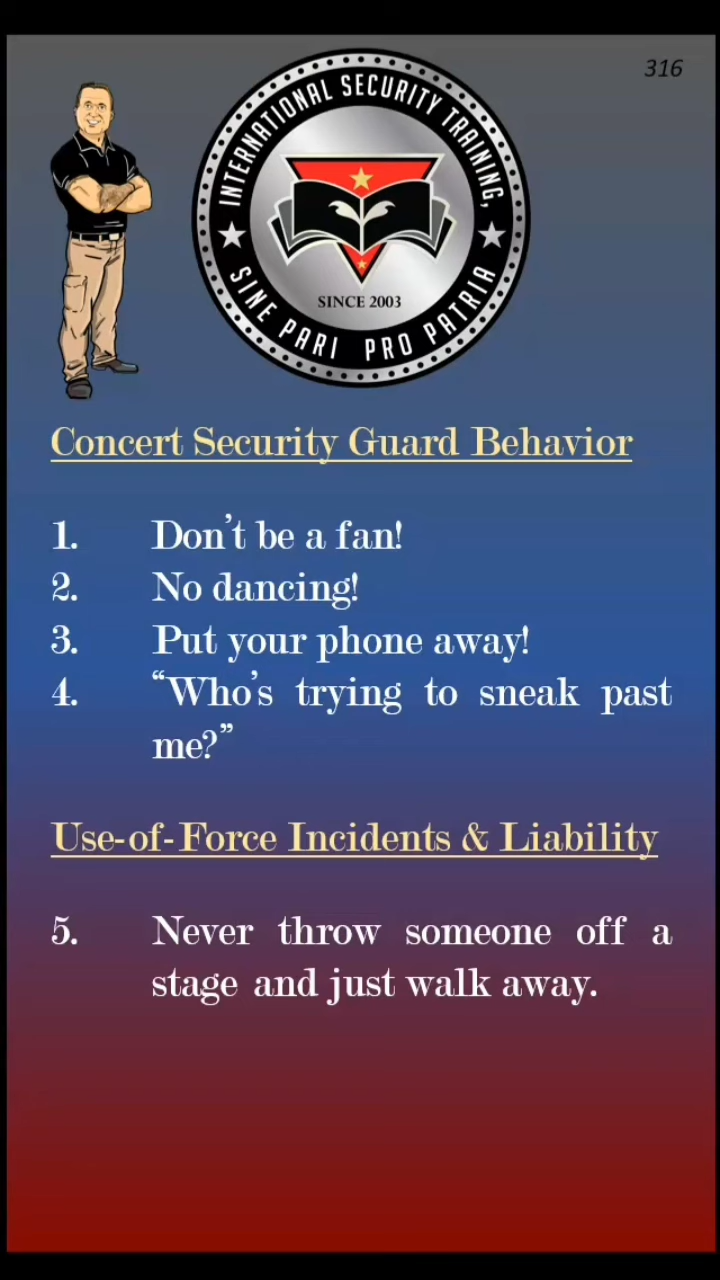 316
INTERNATIONAL SECURITY TRAINING,
SINCE 2003
SINE PARI PRO PATRIA
Concert Security Guard Behavior
1. Don't be a fan!
2. No dancing!
3. Put your phone away!
4. “Who's trying to sneak past
me?”
Use-of-Force Incidents & Liability
5. Never throw someone off a
stage and just walk away.